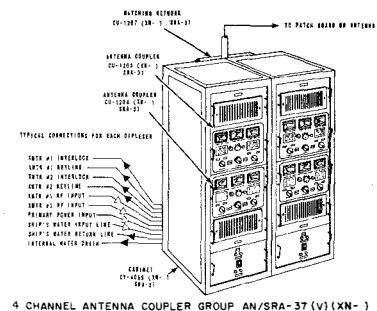 MATCHING NETWORK
CU-1207 (XN- ), SRA-37
TO PATCH BOARD OR ANTENNA
ANTENNA COUPLER
CU-1205 (XN- )
SRA-37
ANTENNA COUPLER
CU-1204 (XN- )
SRA-37
TYPICAL CONNECTIONS FOR EACH DUPLEXER
XMTR #1 INTERLOCK
XMTR #1 KEYLINE
XMTR #2 INTERLOCK
XMTR #2 KEYLINE
XMTR #1 RF INPUT
XMTR #2 RF INPUT
PRIMARY POWER INPUT
SHIP'S WATER INPUT LINE
SHIP'S WATER RETURN LINE
INTERNAL WATER DRAIN
CABINET
CY-4069 (XN- )
SRA-37
4 CHANNEL ANTENNA COUPLER GROUP AN/SRA-37(V)(XN- )